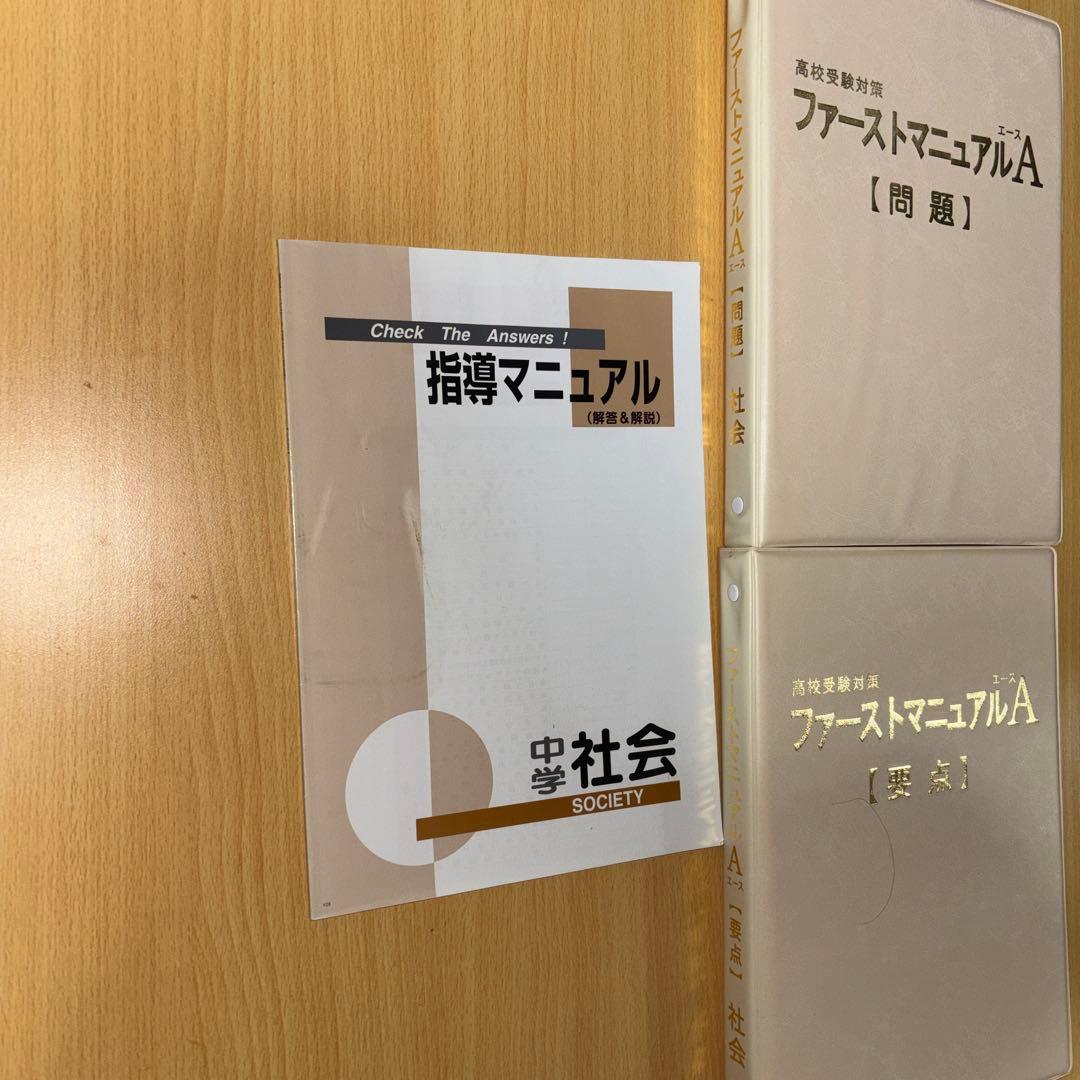 Check The Answers !
指導マニュアル
（解答＆解説）
中学 社会
SOCIETY
ファーストマニュアルA
エース
【問題】
社会
高校受験対策
エース
ファーストマニュアルA
【問題】
ファーストマニュアルA
エース
【要点】
社会
高校受験対策
エース
ファーストマニュアルA
【要点】